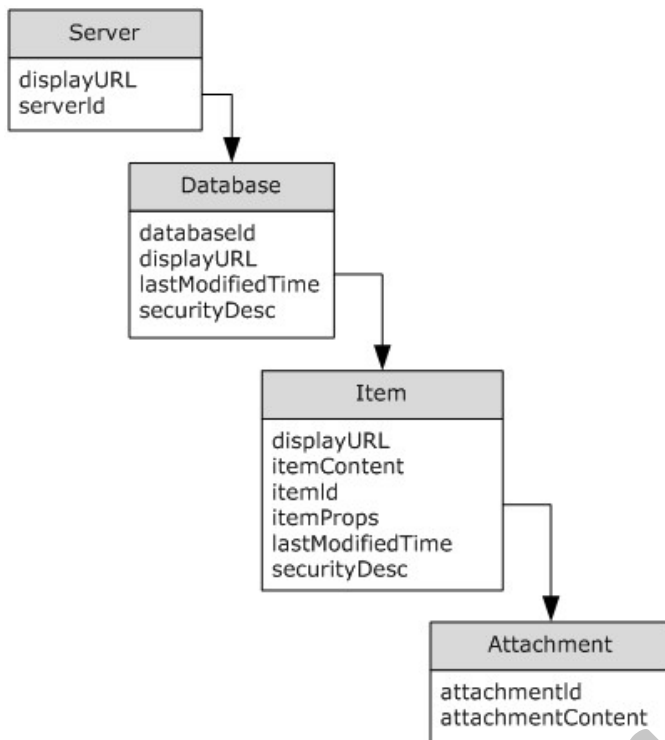 Server
displayURL
serverId
Database
databaseId
displayURL
lastModifiedTime
securityDesc
Item
displayURL
itemContent
itemId
itemProps
lastModifiedTime
securityDesc
Attachment
attachmentId
attachmentContent